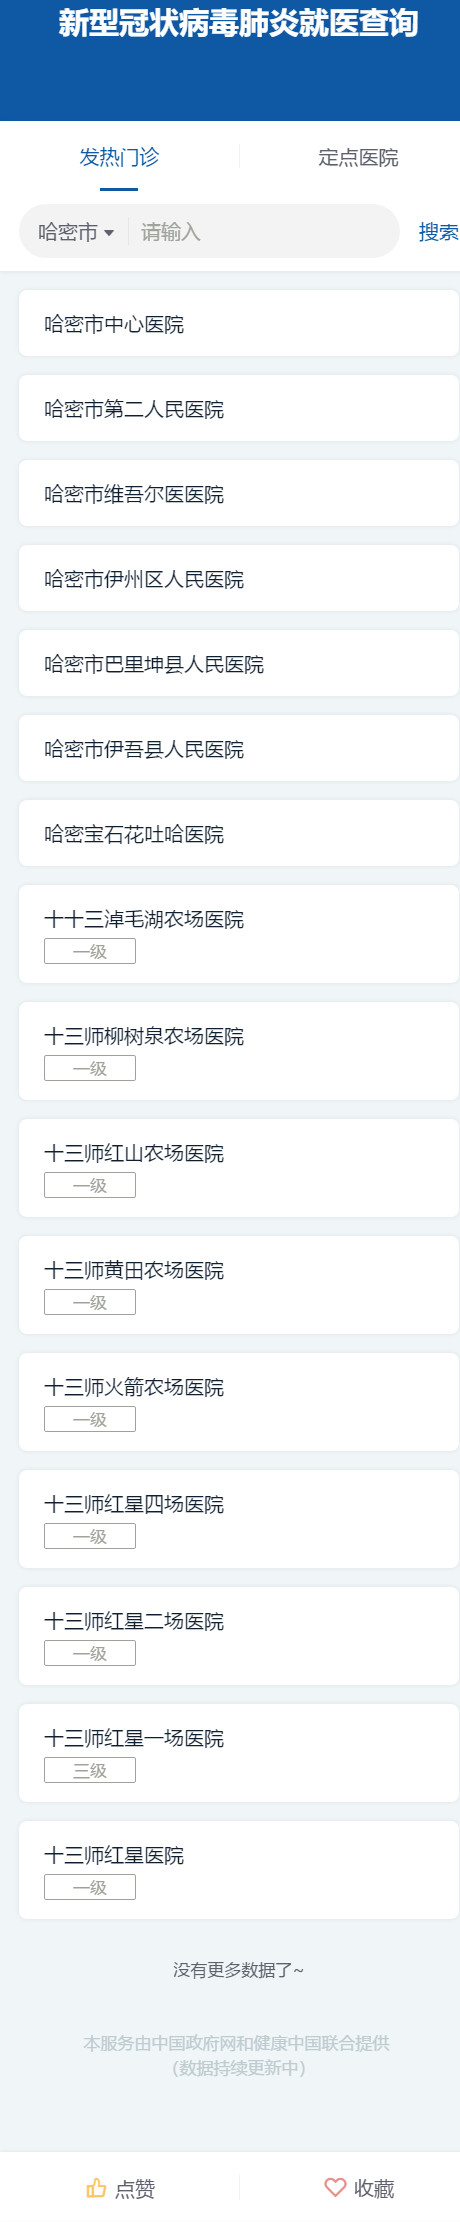 新型冠状病毒肺炎就医查询
发热门诊 定点医院
哈密市 请输入 搜索
哈密市中心医院
哈密市第二人民医院
哈密市维吾尔医医院
哈密市伊州区人民医院
哈密市巴里坤县人民医院
哈密市伊吾县人民医院
哈密宝石花吐哈医院
十十三淖毛湖农场医院
一级
十三师柳树泉农场医院
一级
十三师红山农场医院
一级
十三师黄田农场医院
一级
十三师火箭农场医院
一级
十三师红星四场医院
一级
十三师红星二场医院
一级
十三师红星一场医院
三级
十三师红星医院
一级
没有更多数据了~
本服务由中国政府网和健康中国联合提供
（数据持续更新中）
点赞 收藏